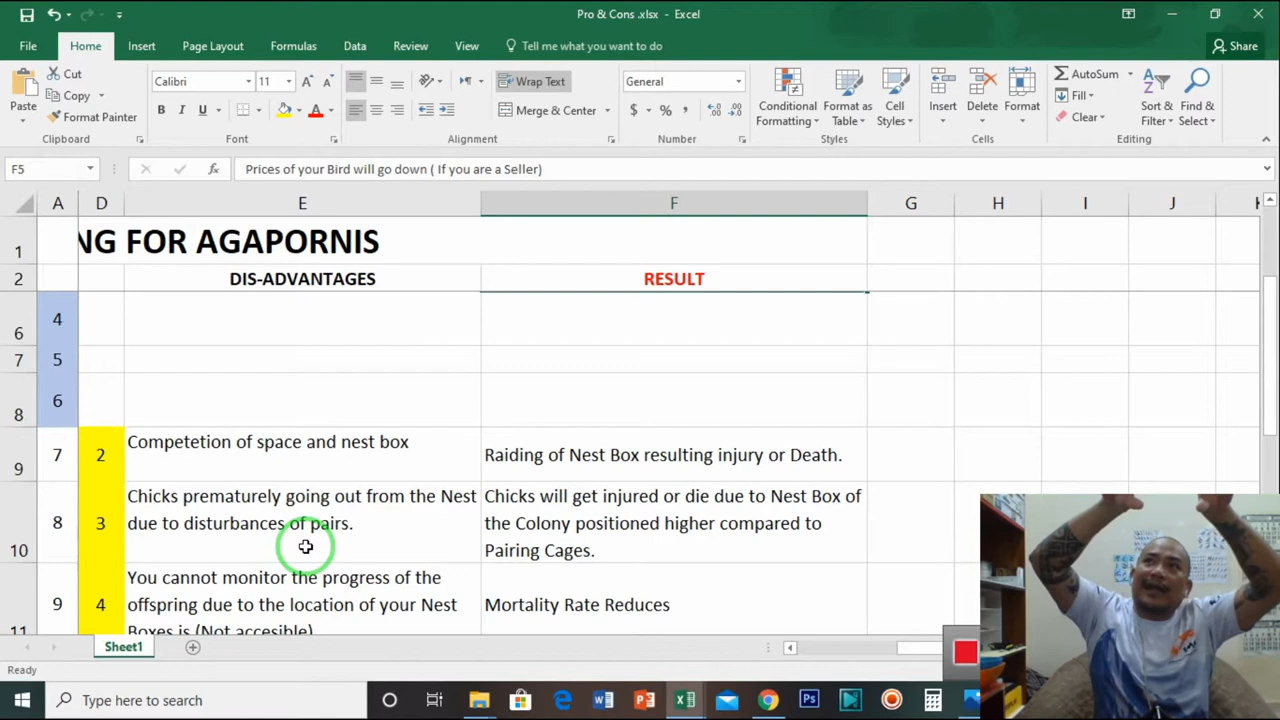 Pro & Cons .xlsx - Excel
File Home Insert Page Layout Formulas Data Review View Tell me what you want to do Share
Paste
Cut
Copy
Format Painter
Clipboard
Calibri 11
B I U
Font
Wrap Text
Merge & Center
Alignment
General
$ % ,
Number
Conditional Formatting
Format as Table
Cell Styles
Styles
Insert
Delete
Format
Cells
AutoSum
Fill
Clear
Sort & Filter
Find & Select
Editing
F5 fx Prices of your Bird will go down ( If you are a Seller)
A D E F G H I J K
1 NG FOR AGAPORNIS
2 DIS-ADVANTAGES RESULT
6 4
7 5
8 6
9 7 2 Competetion of space and nest box Raiding of Nest Box resulting injury or Death.
10 8 3 Chicks prematurely going out from the Nest
due to disturbances of pairs.
Chicks will get injured or die due to Nest Box of
the Colony positioned higher compared to
Pairing Cages.
11 9 4 You cannot monitor the progress of the
offspring due to the location of your Nest
Boxes is (Not accesible)
Mortality Rate Reduces
Sheet1
Ready
Type here to search